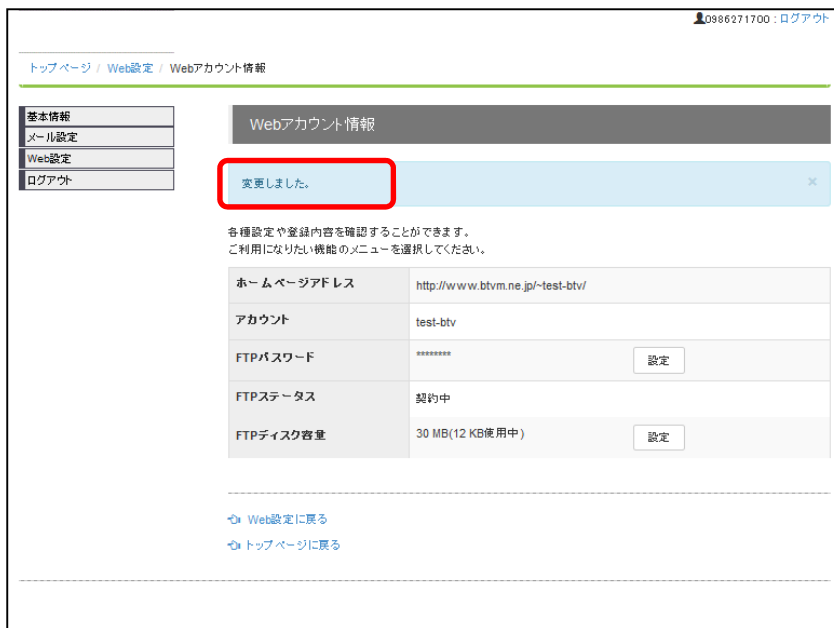 0986271700 : ログアウト
トップページ / Web設定 / Webアカウント情報
基本情報
メール設定
Web設定
ログアウト
Webアカウント情報
変更しました。 ×
各種設定や登録内容を確認することができます。
ご利用になりたい機能のメニューを選択してください。
ホームページアドレス http://www.btvm.ne.jp/~test-btv/
アカウント test-btv
FTPパスワード ******** 設定
FTPステータス 契約中
FTPディスク容量 30 MB(12 KB使用中) 設定
Web設定に戻る
トップページに戻る